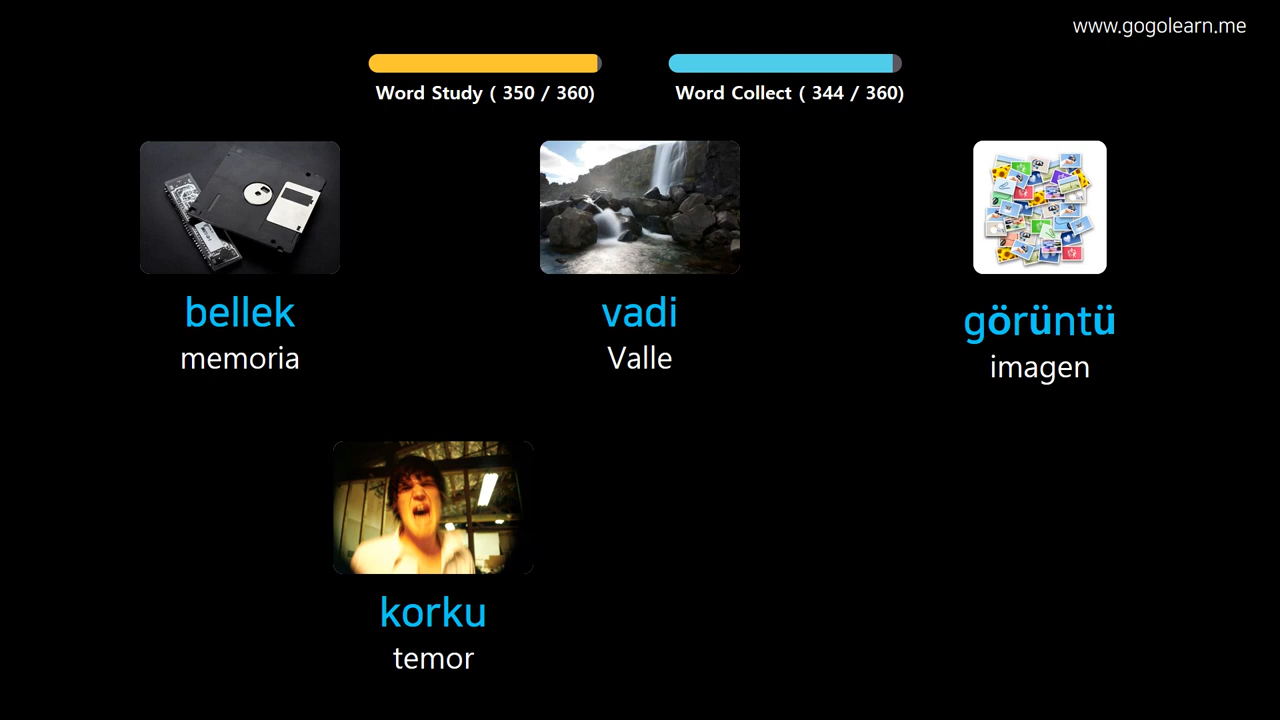 www.gogolearn.me
Word Study ( 350 / 360)
Word Collect ( 344 / 360)
bellek
memoria
vadi
Valle
görüntü
imagen
korku
temor